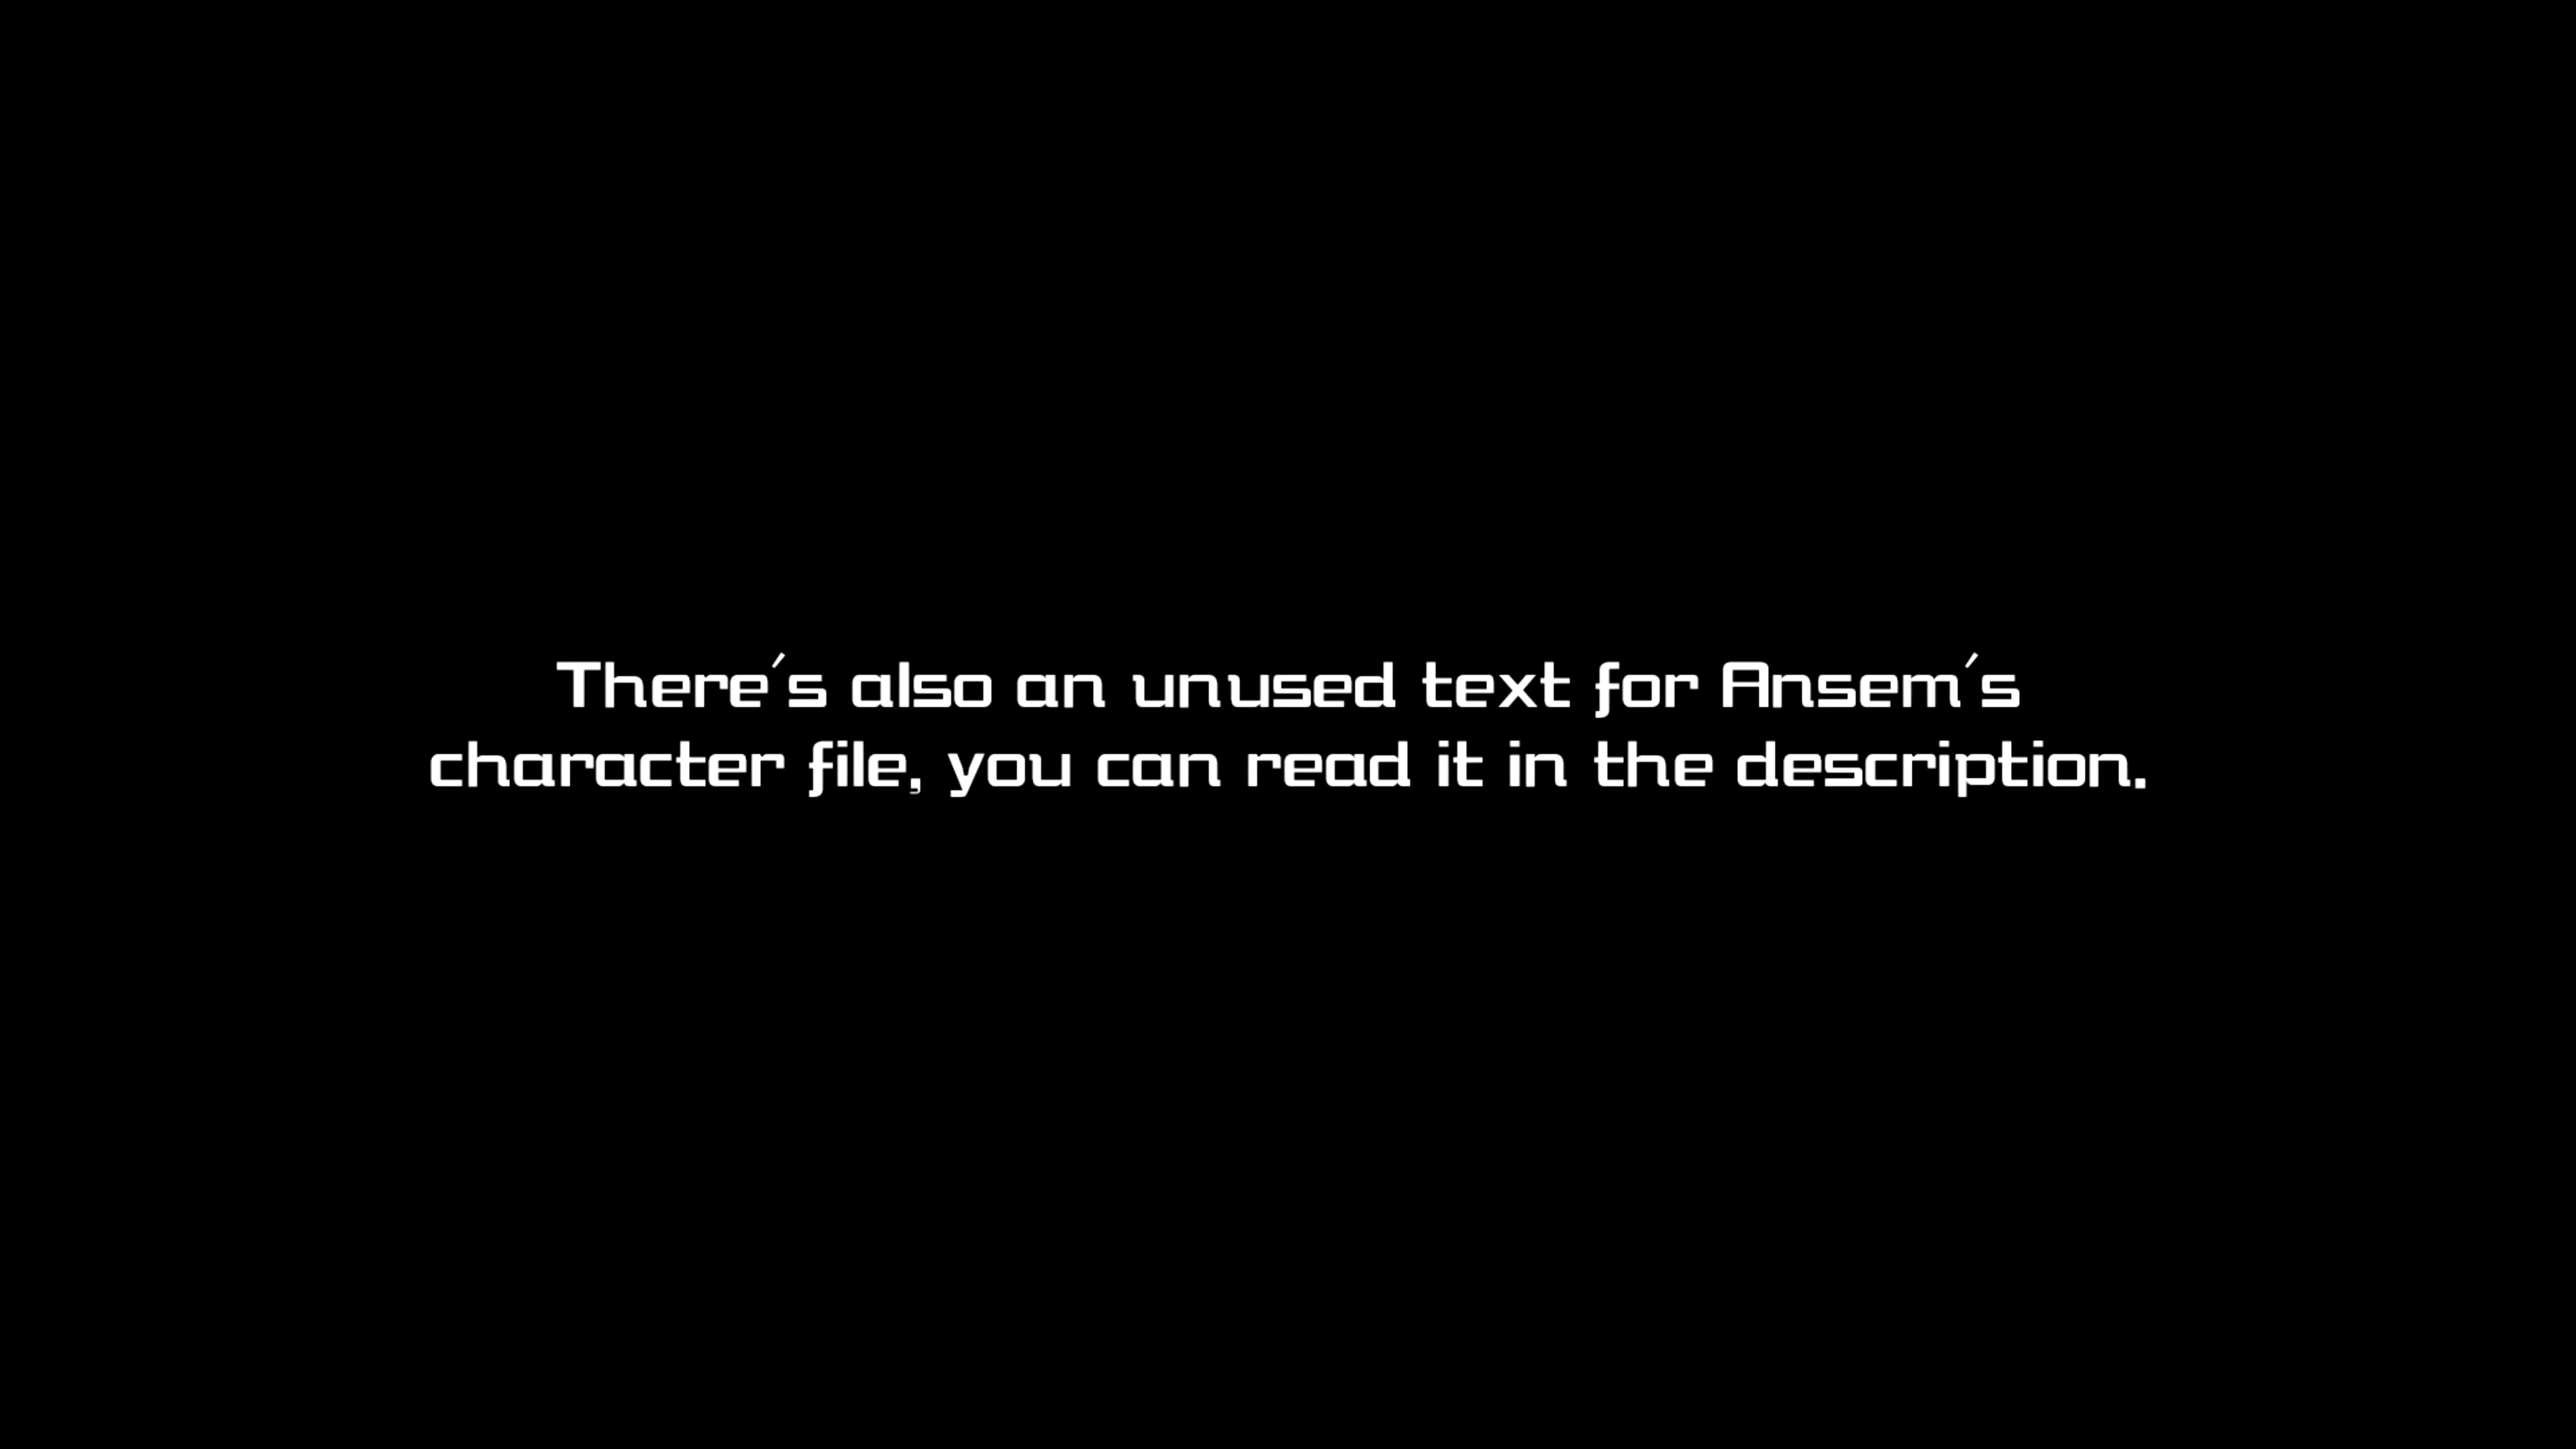 There's also an unused text for Ansem's
character file, you can read it in the description.